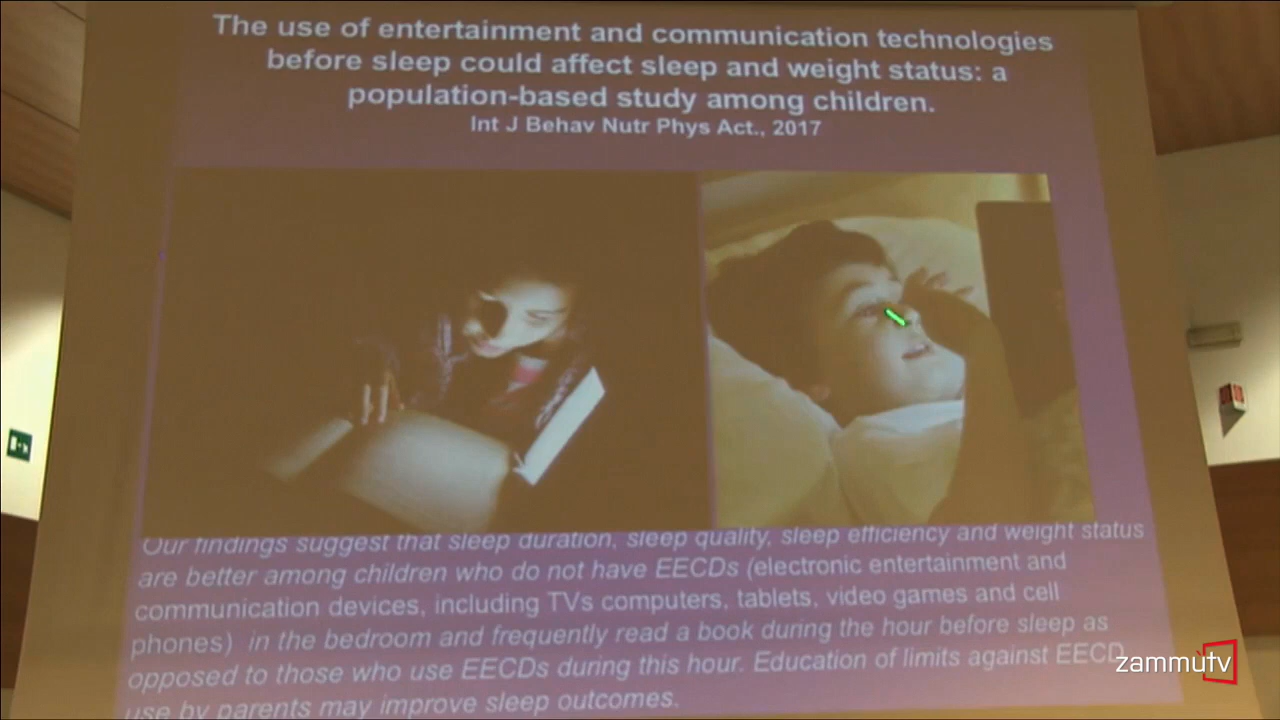 The use of entertainment and communication technologies
before sleep could affect sleep and weight status: a
population-based study among children.
Int J Behav Nutr Phys Act., 2017
Our findings suggest that sleep duration, sleep quality, sleep efficiency and weight status
are better among children who do not have EECDs (electronic entertainment and
communication devices, including TVs computers, tablets, video games and cell
phones) in the bedroom and frequently read a book during the hour before sleep as
opposed to those who use EECDs during this hour. Education of limits against EECD
use by parents may improve sleep outcomes.
zammùtv